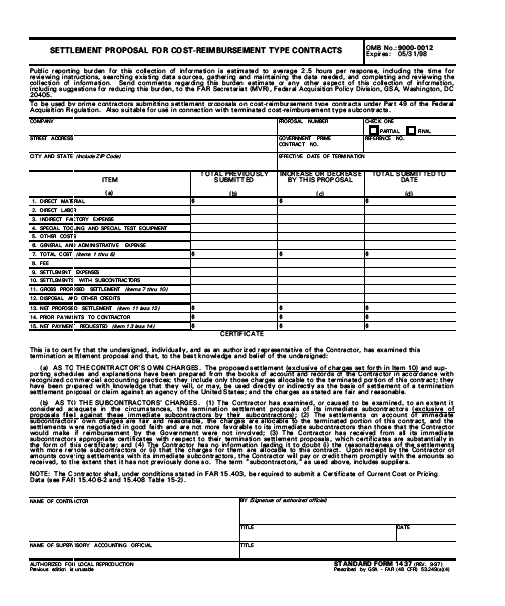 SETTLEMENT PROPOSAL FOR COST-REIMBURSEMENT TYPE CONTRACTS
OMB No.: 9000-0012
Expires: 05/31/98
Public reporting burden for this collection of information is estimated to average 2.5 hours per response, including the time for
reviewing instructions, searching existing data sources, gathering and maintaining the data needed, and completing and reviewing the
collection of information. Send comments regarding this burden estimate or any other aspect of this collection of information,
including suggestions for reducing this burden, to the FAR Secretariat (MVR), Federal Acquisition Policy Division, GSA, Washington, DC
20405.
To be used by prime contractors submitting settlement proposals on cost-reimbursement type contracts under Part 49 of the Federal
Acquisition Regulation. Also suitable for use in connection with terminated cost-reimbursement type subcontracts.
COMPANY
PROPOSAL NUMBER
CHECK ONE
PARTIAL
FINAL
STREET ADDRESS
GOVERNMENT PRIME
CONTRACT NO.
REFERENCE NO.
CITY AND STATE (Include ZIP Code)
EFFECTIVE DATE OF TERMINATION
ITEM
(a)
TOTAL PREVIOUSLY
SUBMITTED
(b)
INCREASE OR DECREASE
BY THIS PROPOSAL
(c)
TOTAL SUBMITTED TO
DATE
(d)
1. DIRECT MATERIAL $ $ $
2. DIRECT LABOR
3. INDIRECT FACTORY EXPENSE
4. SPECIAL TOOLING AND SPECIAL TEST EQUIPMENT
5. OTHER COSTS
6. GENERAL AND ADMINISTRATIVE EXPENSE
7. TOTAL COST (Items 1 thru 6) $ $ $
8. FEE
9. SETTLEMENT EXPENSES
10. SETTLEMENTS WITH SUBCONTRACTORS
11. GROSS PROPOSED SETTLEMENT (Items 7 thru 10)
12. DISPOSAL AND OTHER CREDITS
13. NET PROPOSED SETTLEMENT (Item 11 less 12) $ $ $
14. PRIOR PAYMENTS TO CONTRACTOR
15. NET PAYMENT REQUESTED (Item 13 less 14) $ $ $
CERTIFICATE
This is to certify that the undersigned, individually, and as an authorized representative of the Contractor, has examined this
termination settlement proposal and that, to the best knowledge and belief of the undersigned:
(a) AS TO THE CONTRACTOR'S OWN CHARGES. The proposed settlement (exclusive of charges set forth in Item 10) and sup-
porting schedules and explanations have been prepared from the books of account and records of the Contractor in accordance with
recognized commercial accounting practices; they include only those charges allocable to the terminated portion of this contract; they
have been prepared with knowledge that they will, or may, be used directly or indirectly as the basis of settlement of a termination
settlement proposal or claim against an agency of the United States; and the charges as stated are fair and reasonable.
(b) AS TO THE SUBCONTRACTORS' CHARGES. (1) The Contractor has examined, or caused to be examined, to an extent it
considered adequate in the circumstances, the termination settlement proposals of its immediate subcontractors (exclusive of
proposals filed against these immediate subcontractors by their subcontractors); (2) The settlements on account of immediate
subcontractors' own charges are fair and reasonable, the charges are allocable to the terminated portion of this contract, and the
settlements were negotiated in good faith and are not more favorable to its immediate subcontractors than those that the Contractor
would make if reimbursement by the Government were not involved; (3) The Contractor has received from all its immediate
subcontractors appropriate certificates with respect to their termination settlement proposals, which certificates are substantially in
the form of this certificate; and (4) The Contractor has no information leading it to doubt (i) the reasonableness of the settlements
with more remote subcontractors or (ii) that the charges for them are allocable to this contract. Upon receipt by the Contractor of
amounts covering settlements with its immediate subcontractors, the Contractor will pay or credit them promptly with the amounts so
received, to the extent that it has not previously done so. The term "subcontractors," as used above, includes suppliers.
NOTE: The Contractor shall, under conditions stated in FAR 15.403, be required to submit a Certificate of Current Cost or Pricing
Data (see FAR 15.406-2 and 15.408 Table 15-2).
NAME OF CONTRACTOR
BY (Signature of authorized official)
TITLE
DATE
NAME OF SUPERVISORY ACCOUNTING OFFICIAL
TITLE
AUTHORIZED FOR LOCAL REPRODUCTION
Previous edition is unusable
STANDARD FORM 1437 (REV. 9-97)
Prescribed by GSA - FAR (48 CFR) 53.249(a)(4)